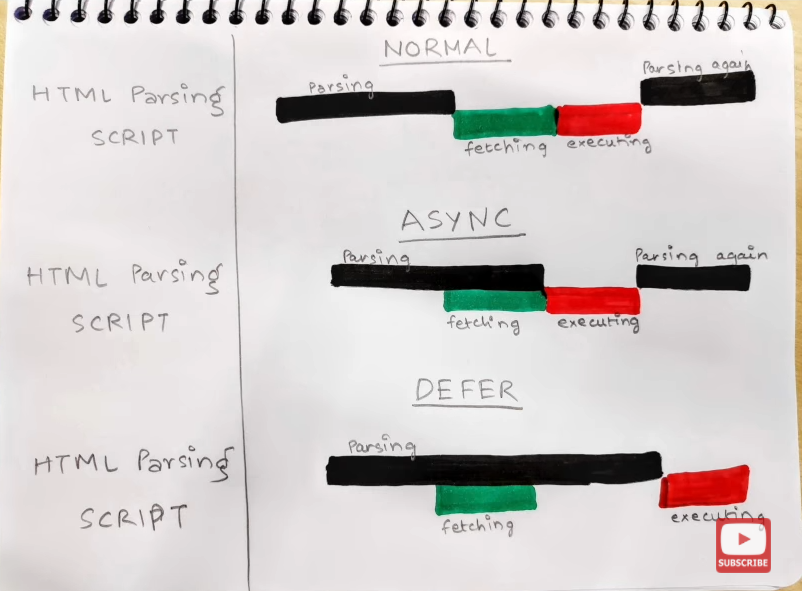 NORMAL
HTML Parsing
SCRIPT
Parsing
Parsing again
fetching
executing
ASYNC
HTML Parsing
SCRIPT
Parsing
Parsing again
fetching
executing
DEFER
HTML Parsing
SCRIPT
Parsing
fetching
executing
SUBSCRIBE